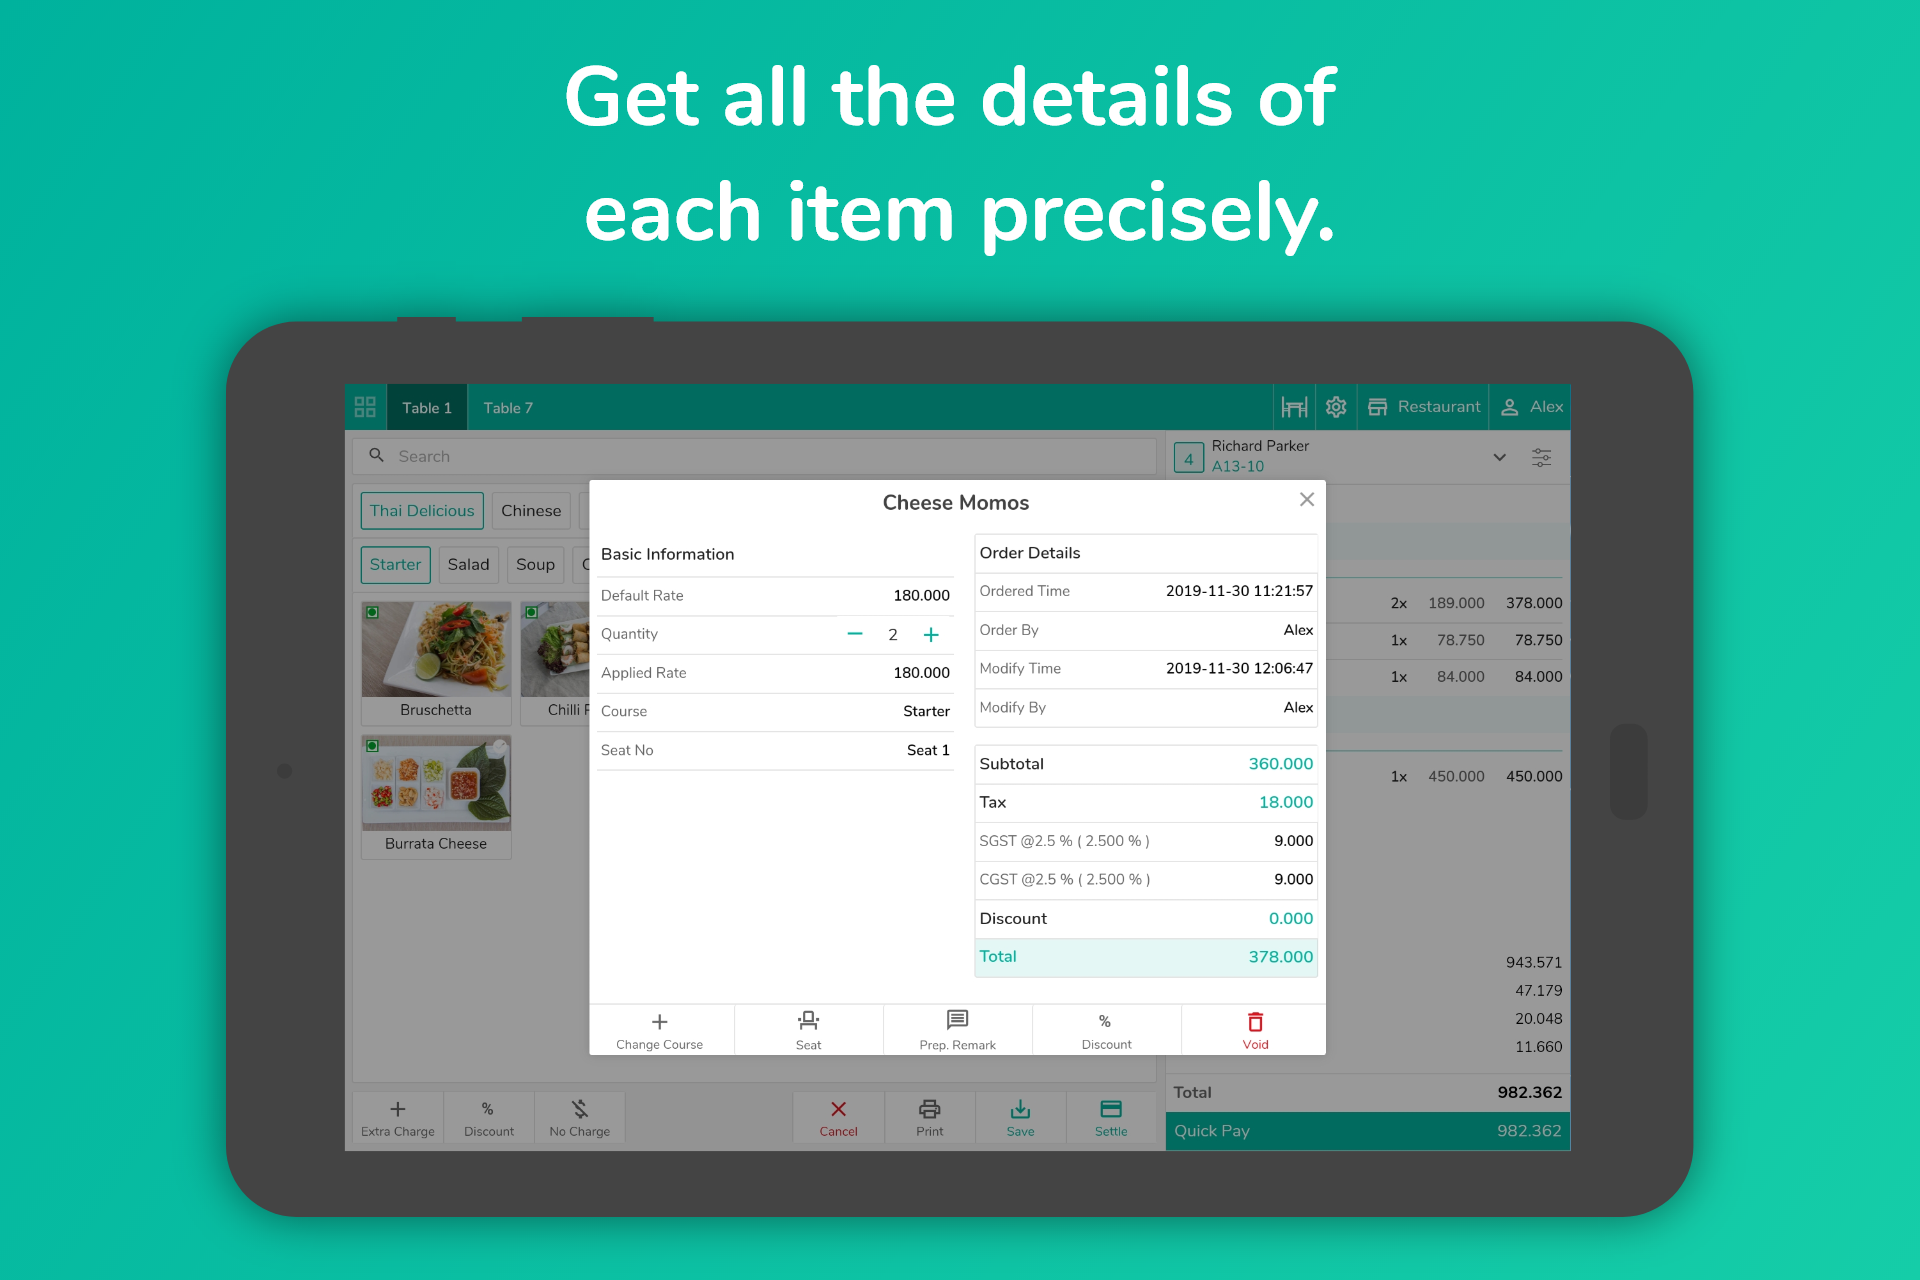 Get all the details of
each item precisely.
Table 1
Table 7
Restaurant
Alex
Search
Richard Parker
4
A13-10
Thai Delicious
Chinese
Starter
Salad
Soup
Bruschetta
Chilli
Burrata Cheese
Cheese Momos
Basic Information
Default Rate 180.000
Quantity 2
Applied Rate 180.000
Course Starter
Seat No Seat 1
Order Details
Ordered Time 2019-11-30 11:21:57
Order By Alex
Modify Time 2019-11-30 12:06:47
Modify By Alex
Subtotal 360.000
Tax 18.000
SGST @2.5 % ( 2.500 % ) 9.000
CGST @2.5 % ( 2.500 % ) 9.000
Discount 0.000
Total 378.000
Change Course
Seat
Prep. Remark
% Discount
Void
2x 189.000 378.000
1x 78.750 78.750
1x 84.000 84.000
1x 450.000 450.000
943.571
47.179
20.048
11.660
Total 982.362
Quick Pay 982.362
Extra Charge
% Discount
No Charge
Cancel
Print
Save
Settle